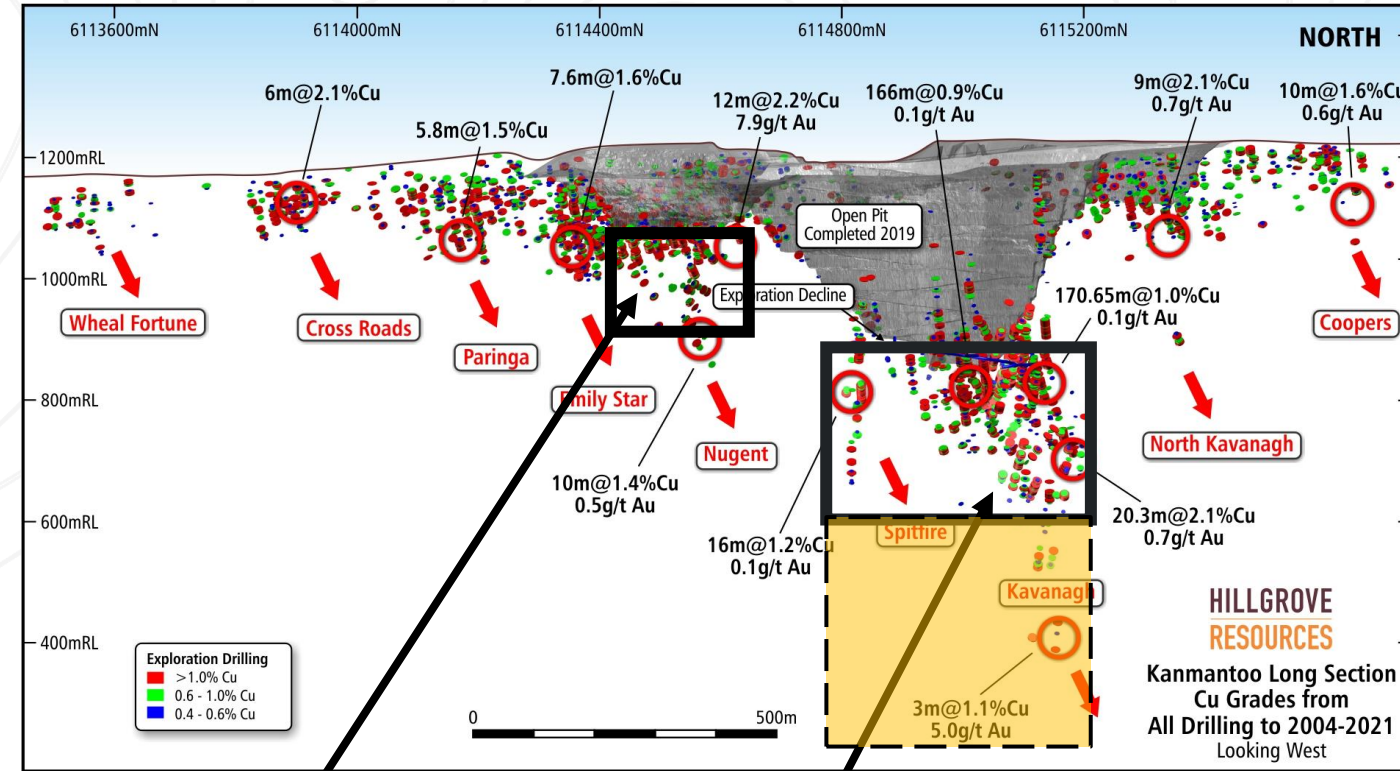 6113600mN
6114000mN
6114400mN
6114800mN
6115200mN
NORTH
6m@2.1%Cu
5.8m@1.5%Cu
7.6m@1.6%Cu
12m@2.2%Cu
7.9g/t Au
166m@0.9%Cu
0.1g/t Au
9m@2.1%Cu
0.7g/t Au
10m@1.6%Cu
0.6g/t Au
1200mRL
1000mRL
800mRL
600mRL
400mRL
Open Pit
Completed 2019
Exploration Decline
170.65m@1.0%Cu
0.1g/t Au
Wheal Fortune
Cross Roads
Paringa
Emily Star
Nugent
Coopers
North Kavanagh
10m@1.4%Cu
0.5g/t Au
16m@1.2%Cu
0.1g/t Au
Spitfire
20.3m@2.1%Cu
0.7g/t Au
Kavanagh
3m@1.1%Cu
5.0g/t Au
Exploration Drilling
>1.0% Cu
0.6 - 1.0% Cu
0.4 - 0.6% Cu
0
500m
HILLGROVE
RESOURCES
Kanmantoo Long Section
Cu Grades from
All Drilling to 2004-2021
Looking West